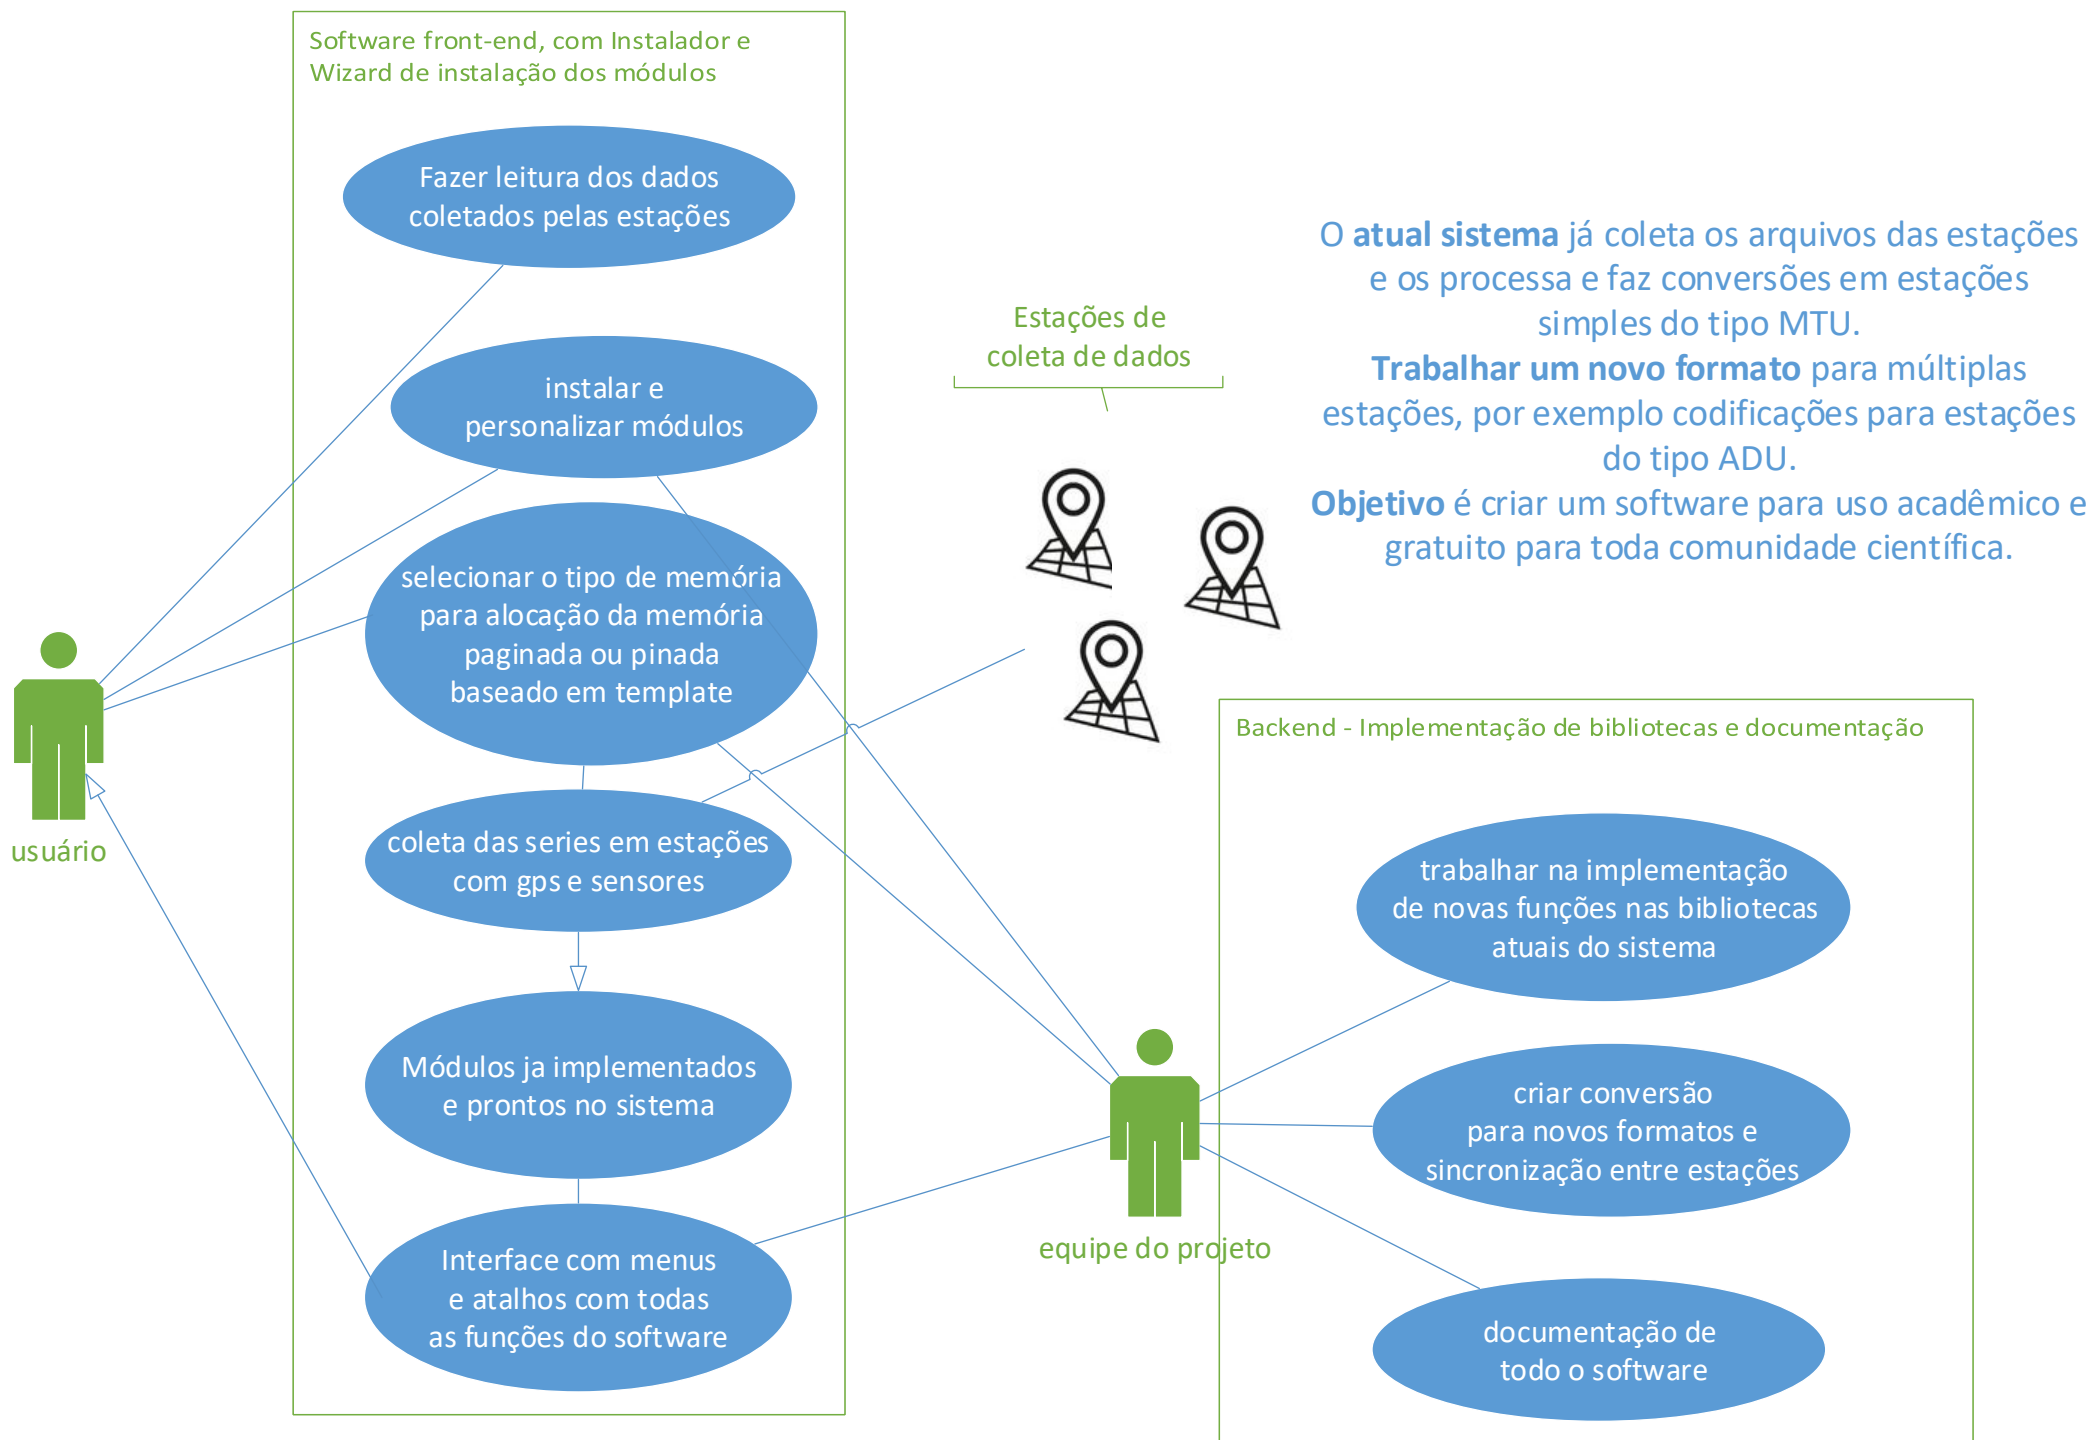 Software front-end, com Instalador e
Wizard de instalação dos módulos
Fazer leitura dos dados
coletados pelas estações
instalar e
personalizar módulos
selecionar o tipo de memória
para alocação da memória
paginada ou pinada
baseado em template
coleta das series em estações
com gps e sensores
Módulos ja implementados
e prontos no sistema
Interface com menus
e atalhos com todas
as funções do software
usuário
Estações de
coleta de dados
O atual sistema já coleta os arquivos das estações
e os processa e faz conversões em estações
simples do tipo MTU.
Trabalhar um novo formato para múltiplas
estações, por exemplo codificações para estações
do tipo ADU.
Objetivo é criar um software para uso acadêmico e
gratuito para toda comunidade científica.
Backend - Implementação de bibliotecas e documentação
trabalhar na implementação
de novas funções nas bibliotecas
atuais do sistema
criar conversão
para novos formatos e
sincronização entre estações
documentação de
todo o software
equipe do projeto